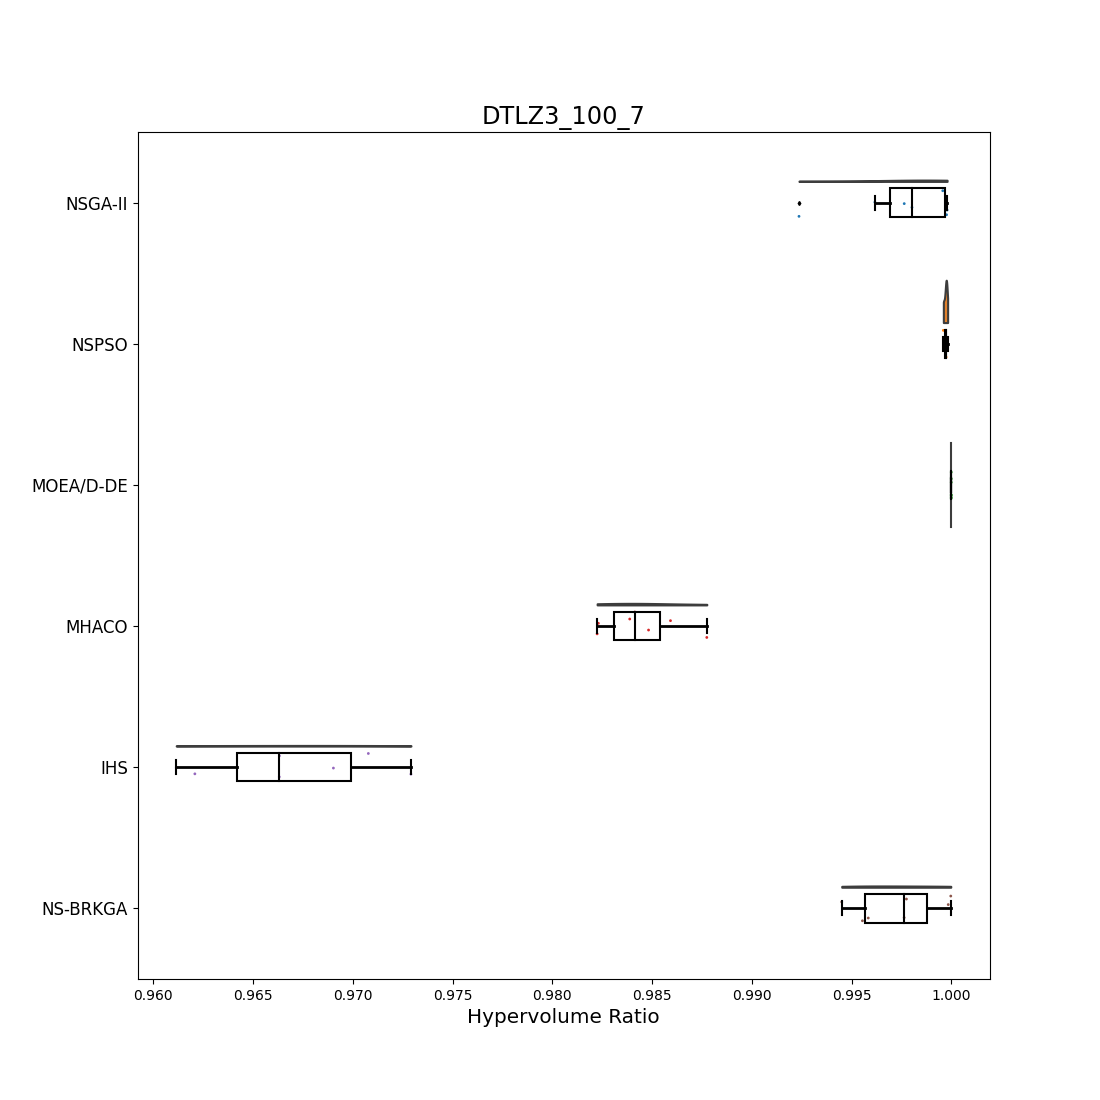 DTLZ3_100_7
NSGA-II
NSPSO
MOEA/D-DE
MHACO
IHS
NS-BRKGA
0.960 0.965 0.970 0.975 0.980 0.985 0.990 0.995 1.000
Hypervolume Ratio